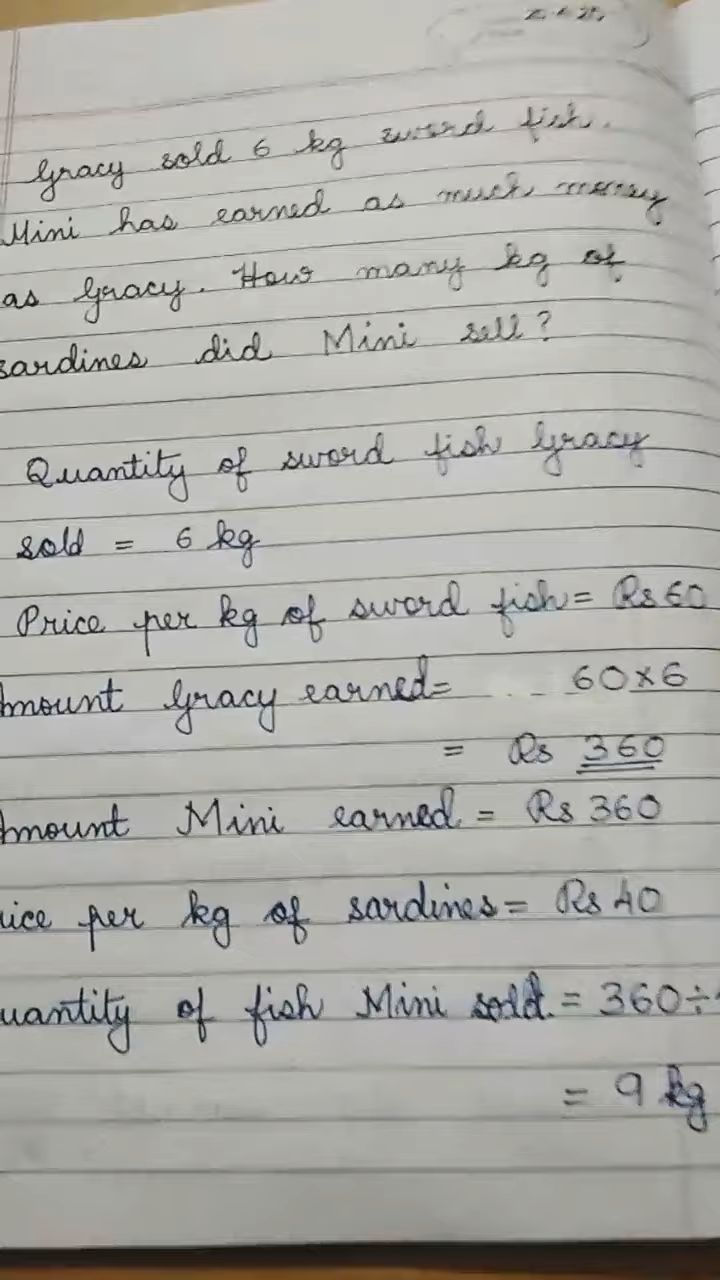 Gracy sold 6 kg sword fish.
Mini has earned as much money
as Gracy. How many kg of
sardines did Mini sell?
Quantity of sword fish Gracy
sold = 6 kg
Price per kg of sword fish = Rs 60
mount Gracy earned = 60×6
= Rs 360
Amount Mini earned = Rs 360
ice per kg of sardines = Rs 40
uantity of fish Mini sold = 360÷
= 9 kg